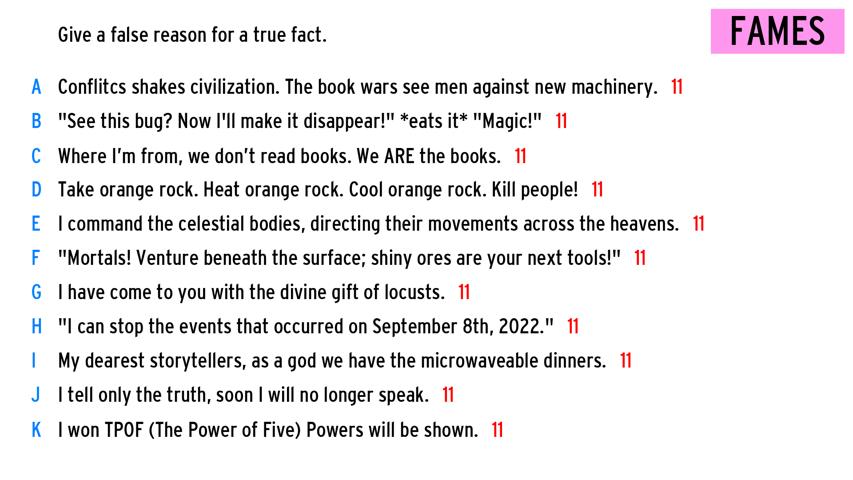 Give a false reason for a true fact.
FAMES
A Conflitcs shakes civilization. The book wars see men against new machinery. 11
B "See this bug? Now I'll make it disappear!" *eats it* "Magic!" 11
C Where I’m from, we don’t read books. We ARE the books. 11
D Take orange rock. Heat orange rock. Cool orange rock. Kill people! 11
E I command the celestial bodies, directing their movements across the heavens. 11
F "Mortals! Venture beneath the surface; shiny ores are your next tools!" 11
G I have come to you with the divine gift of locusts. 11
H "I can stop the events that occurred on September 8th, 2022." 11
I My dearest storytellers, as a god we have the microwaveable dinners. 11
J I tell only the truth, soon I will no longer speak. 11
K I won TPOF (The Power of Five) Powers will be shown. 11